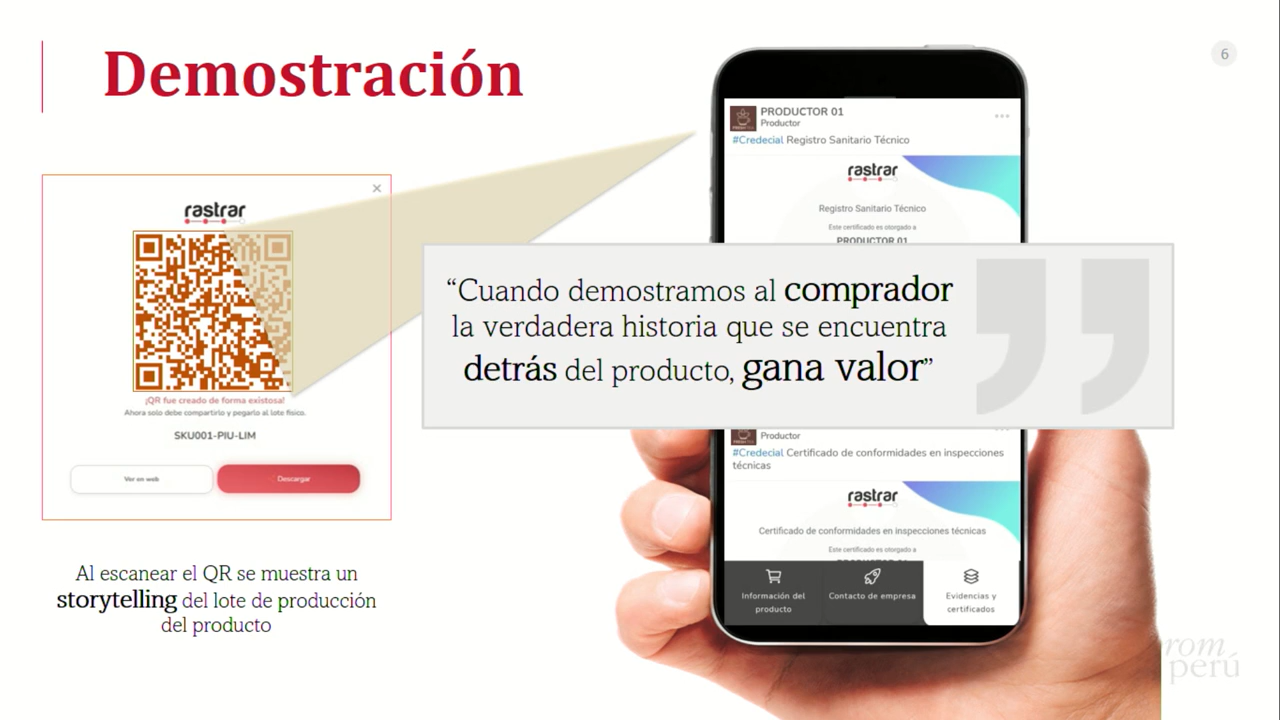 Demostración
6
×
rastrar
¡QR fue creado de forma existosa!
Ahora solo debe compartirlo y pegarlo al lote físico.
SKU001-PIU-LIM
Ver en web
Descargar
Al escanear el QR se muestra un
storytelling del lote de producción
del producto
PRODUCTOR 01
Productor
#Credecial Registro Sanitario Técnico
rastrar
Registro Sanitario Técnico
Este certificado es otorgado a
PRODUCTOR 01
“Cuando demostramos al comprador
la verdadera historia que se encuentra
detrás del producto, gana valor”
Productor
#Credecial Certificado de conformidades en inspecciones
técnicas
rastrar
Certificado de conformidades en inspecciones técnicas
Este certificado es otorgado a
Información del
producto
Contacto de empresa
Evidencias y
certificados
rom
perú